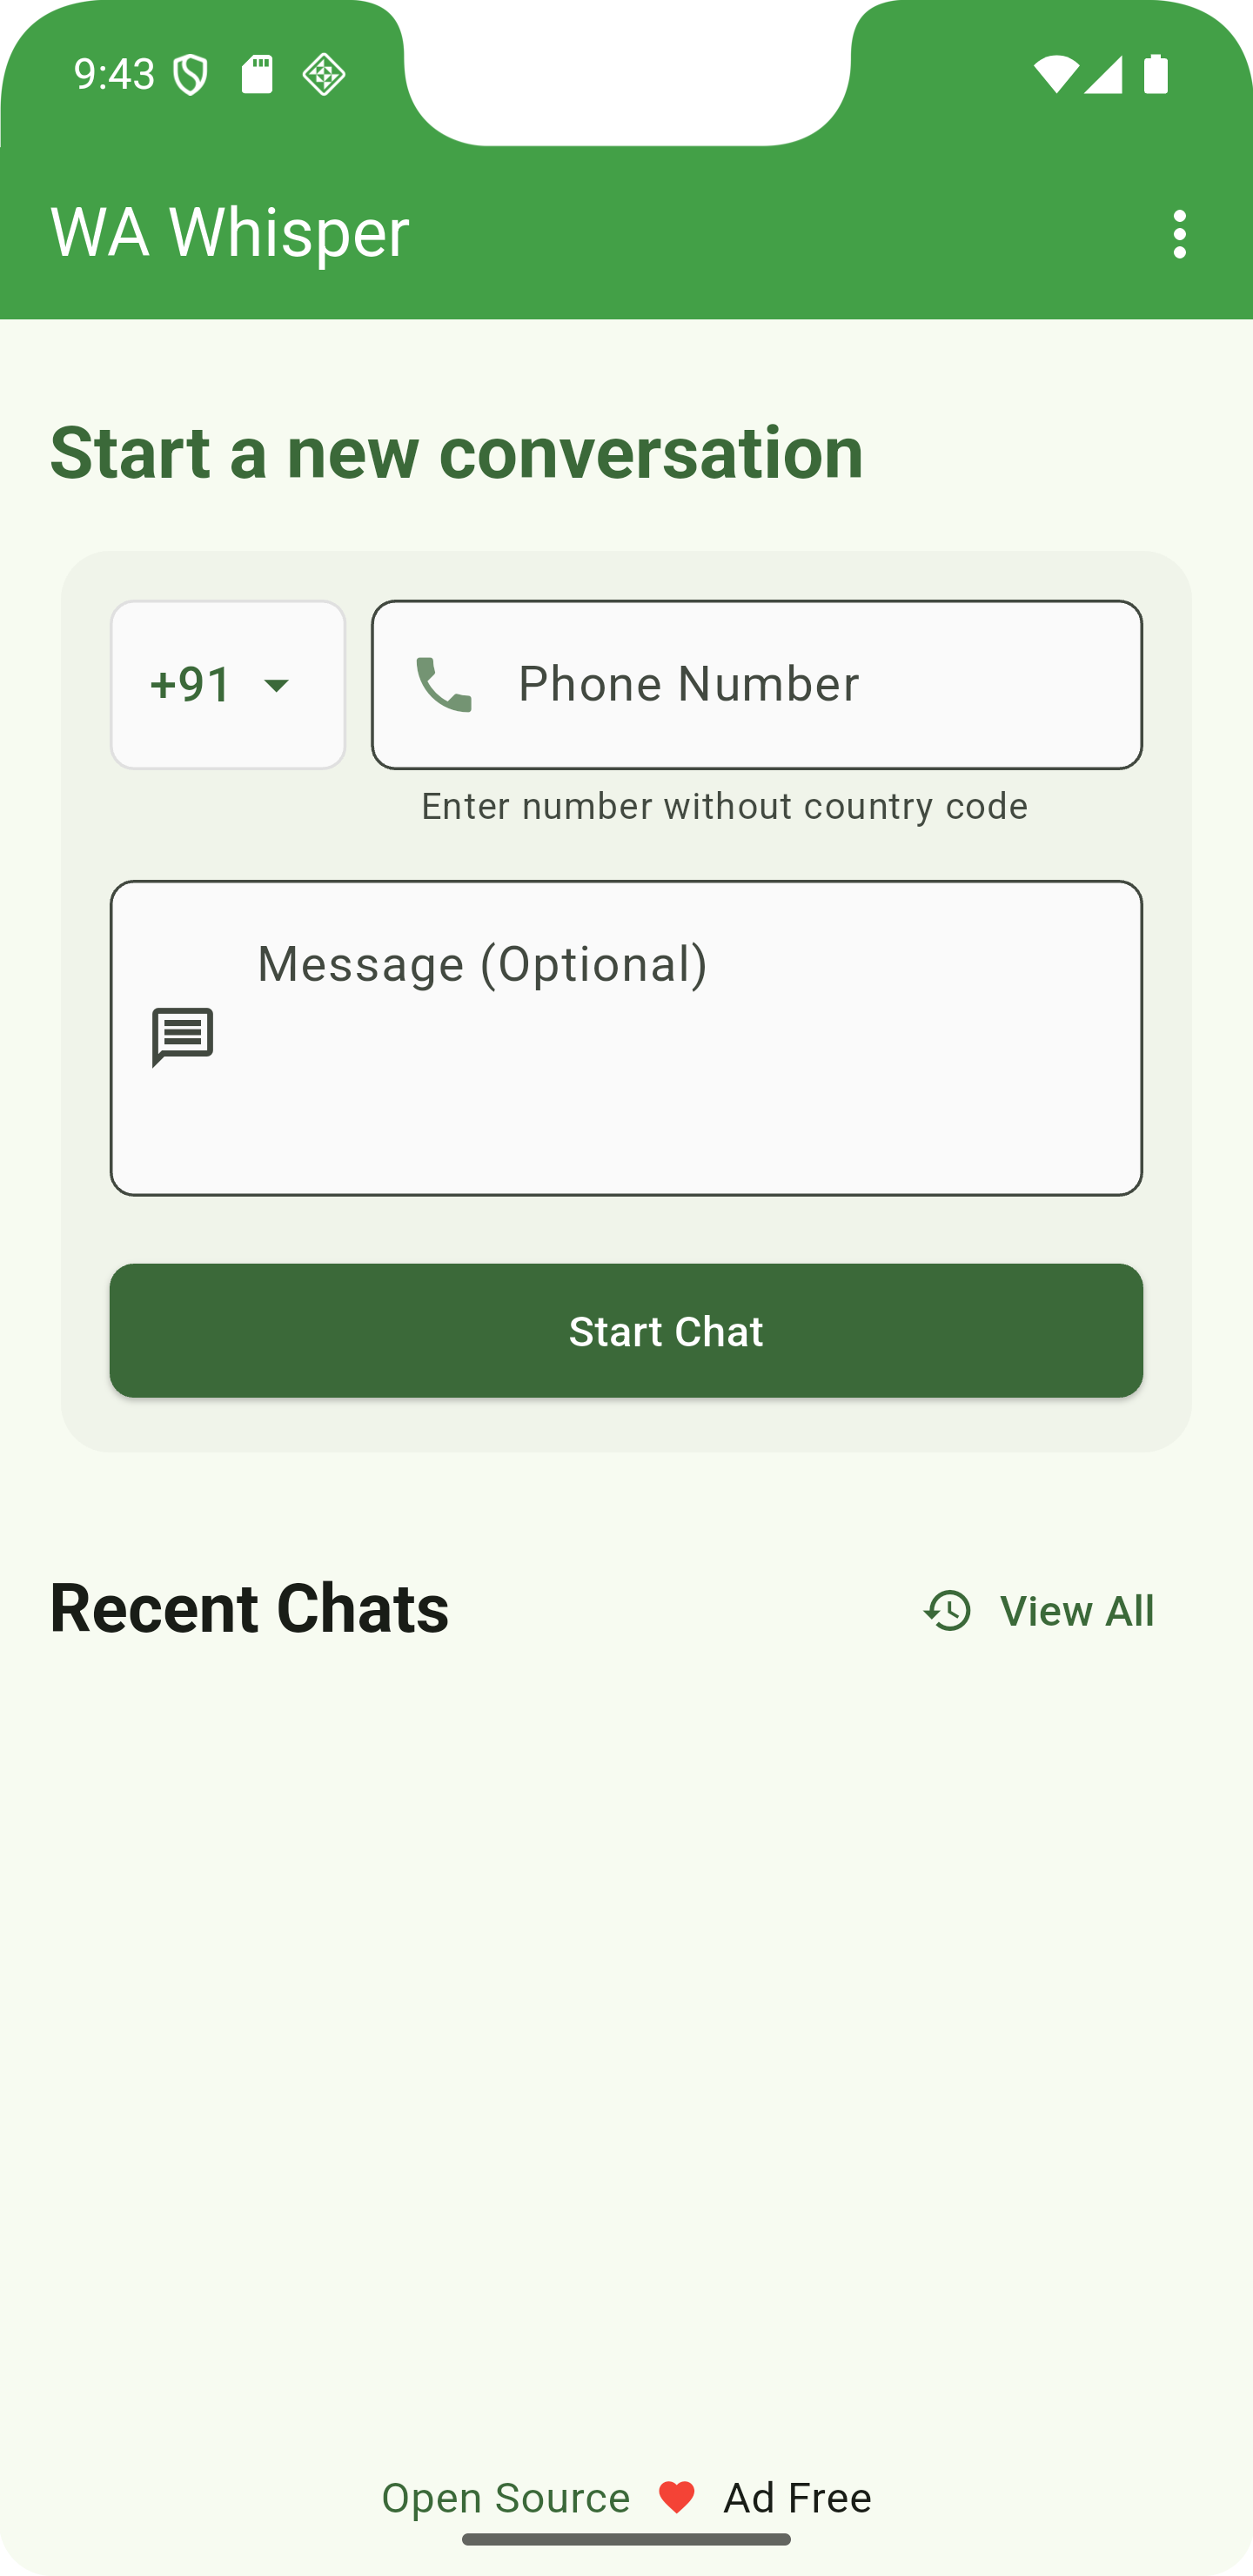 9:43
WA Whisper
Start a new conversation
+91
Phone Number
Enter number without country code
Message (Optional)
Start Chat
Recent Chats
View All
Open Source ❤ Ad Free